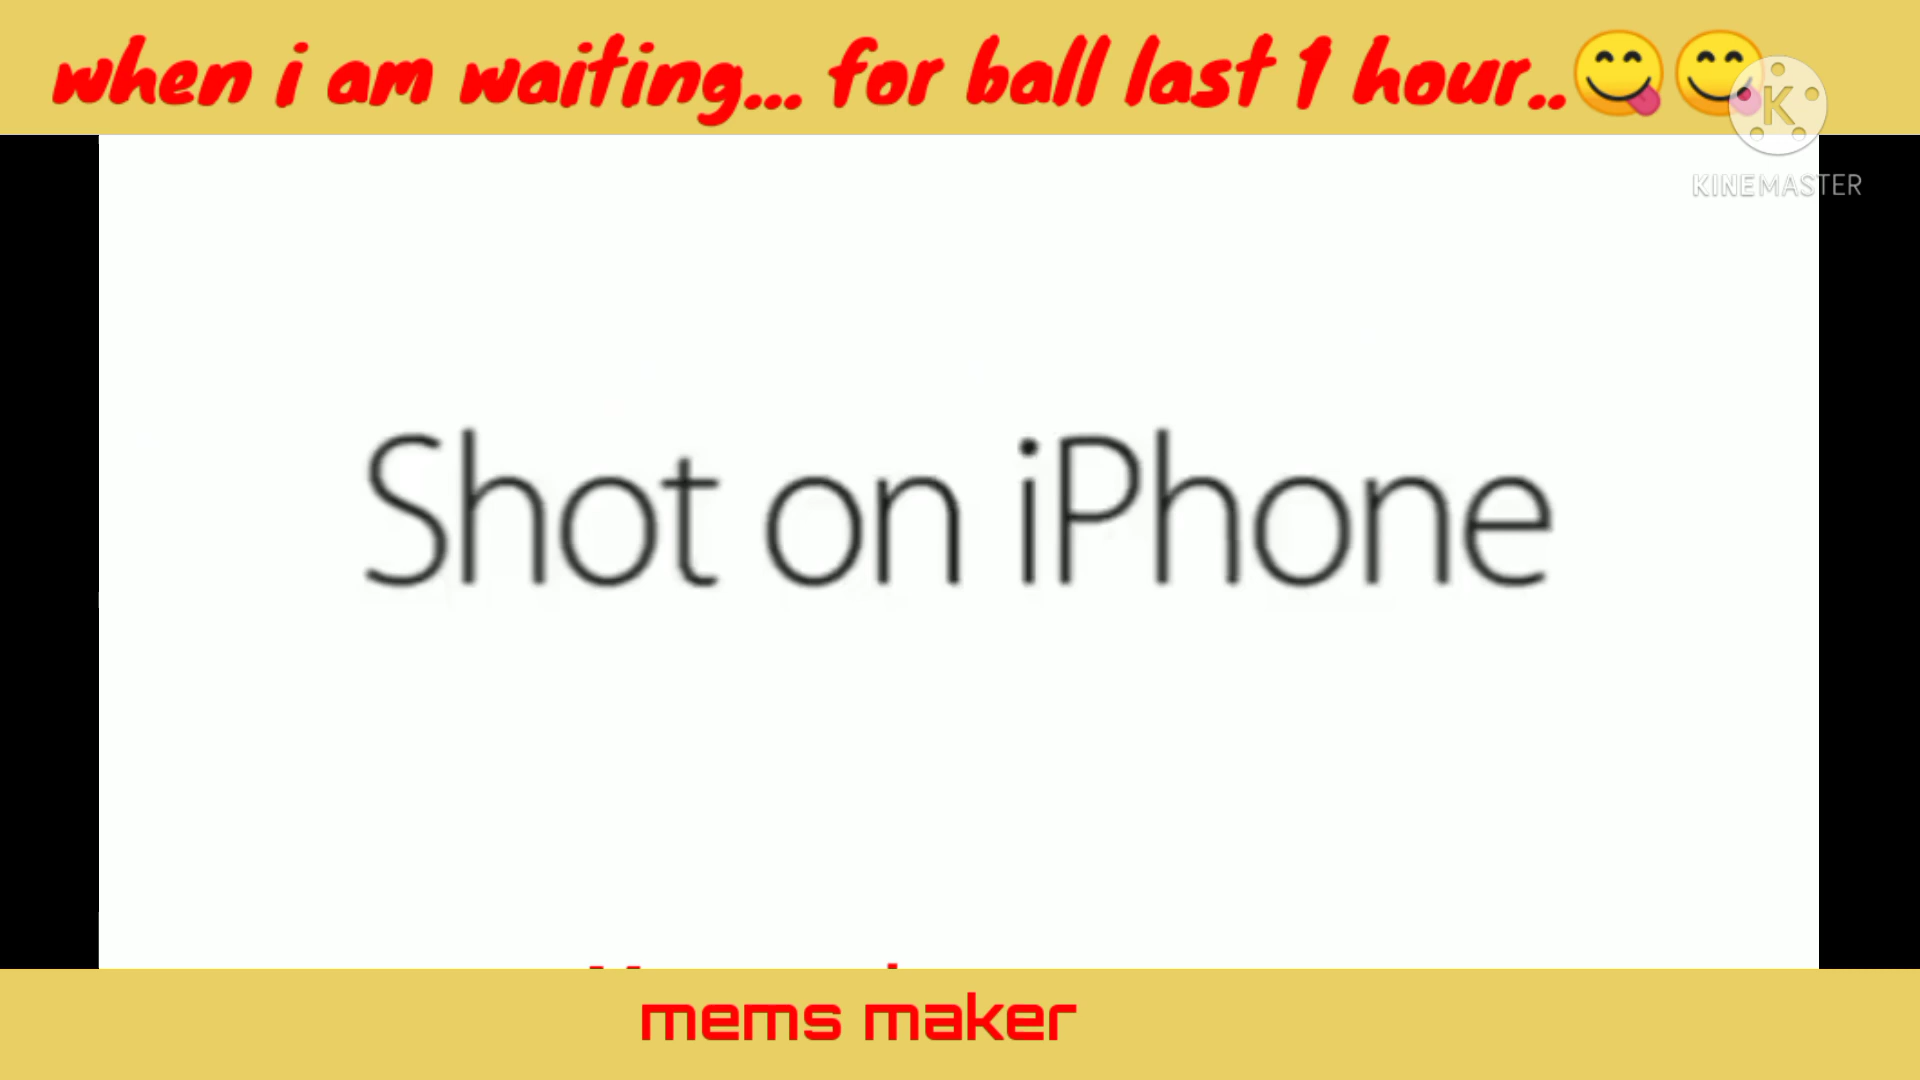 when i am waiting... for ball last 1 hour..😋😋
K
KINEMASTER
Shot on iPhone
mems maker